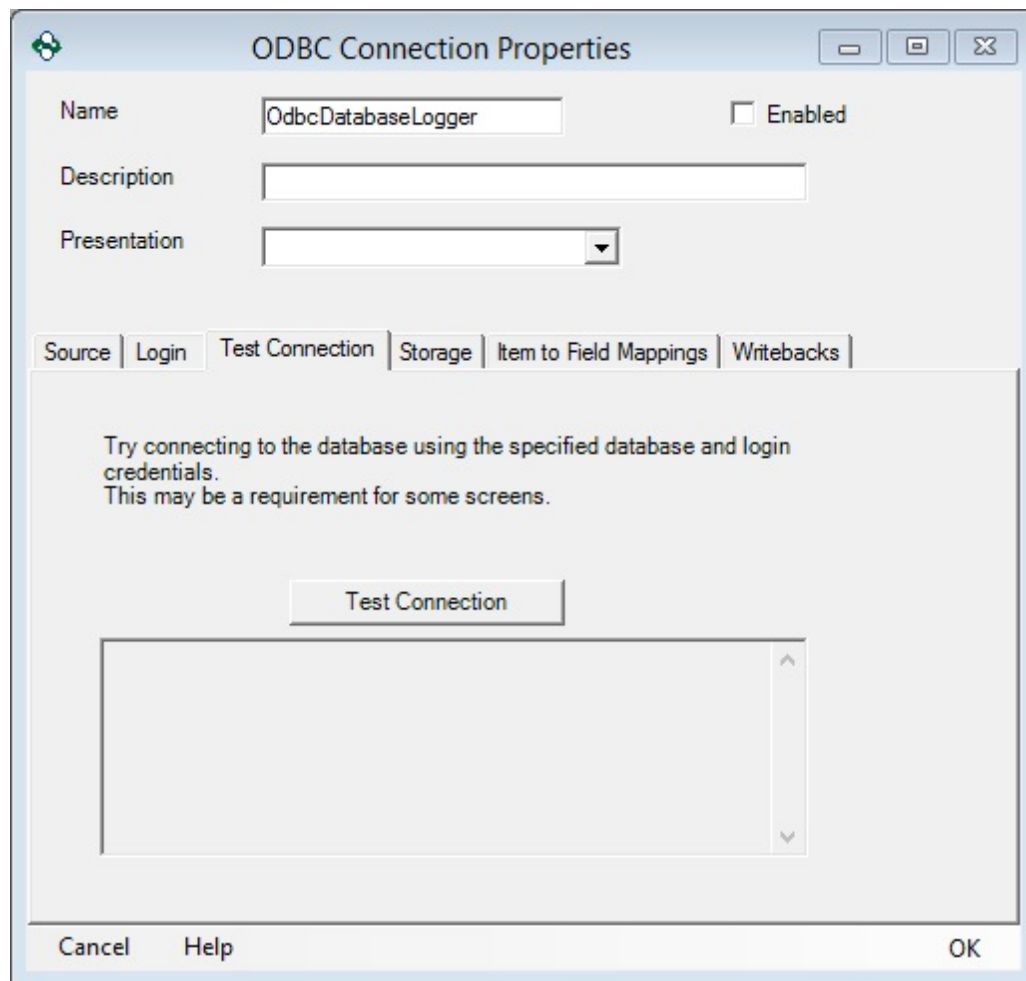 ODBC Connection Properties
Name
OdbcDatabaseLogger
Enabled
Description
Presentation
Source
Login
Test Connection
Storage
Item to Field Mappings
Writebacks
Try connecting to the database using the specified database and login
credentials.
This may be a requirement for some screens.
Test Connection
Cancel
Help
OK